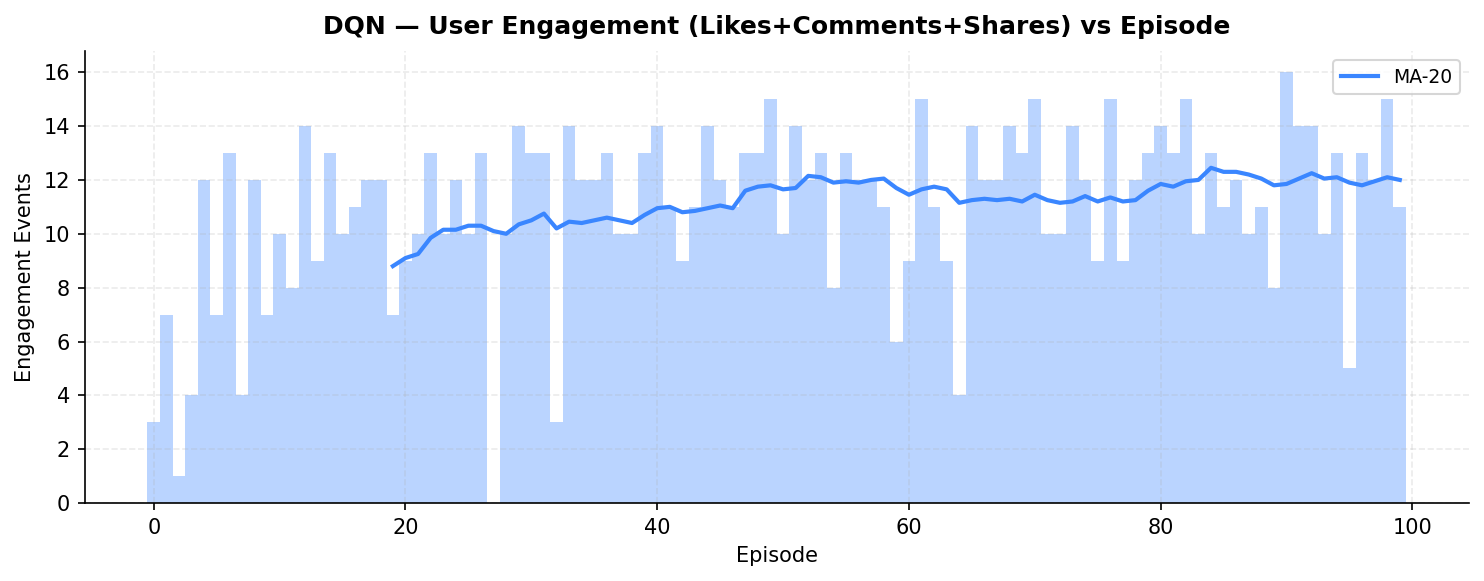 DQN — User Engagement (Likes+Comments+Shares) vs Episode
MA-20
Engagement Events
16
14
12
10
8
6
4
2
0
0 20 40 60 80 100
Episode